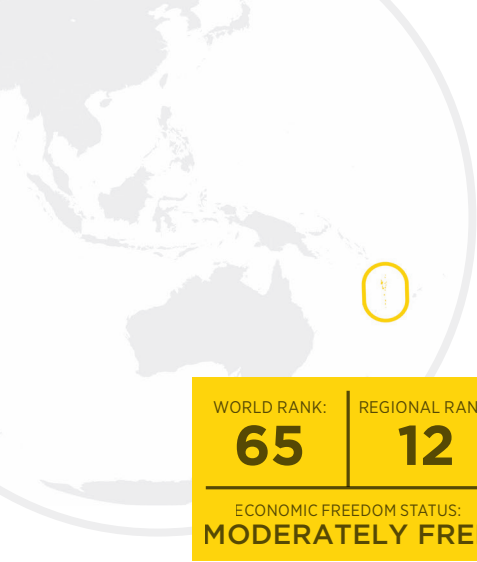 WORLD RANK:
65
REGIONAL RAN
12
ECONOMIC FREEDOM STATUS:
MODERATELY FRE